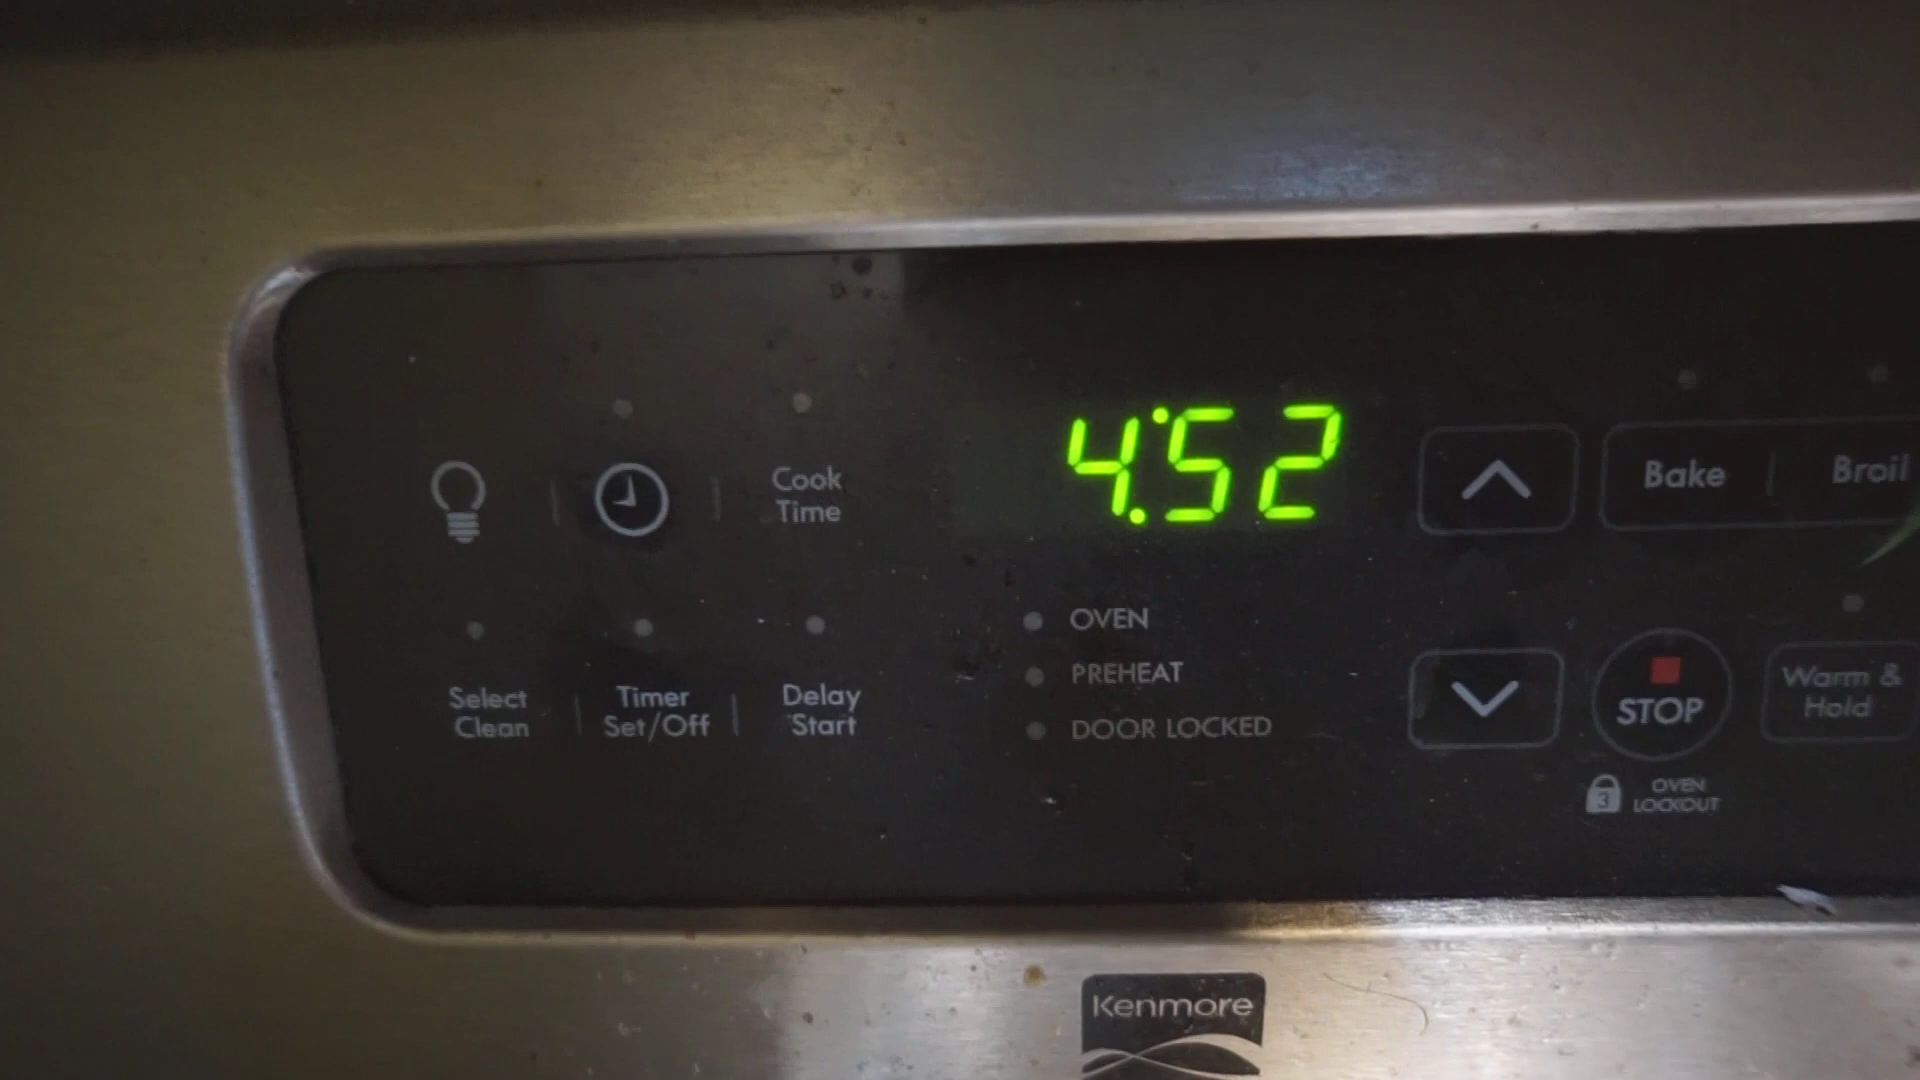 Cook
Time
4:52
Bake
Broil
OVEN
PREHEAT
DOOR LOCKED
Select
Clean
Timer
Set/Off
Delay
Start
STOP
Warm &
Hold
3
OVEN
LOCKOUT
Kenmore